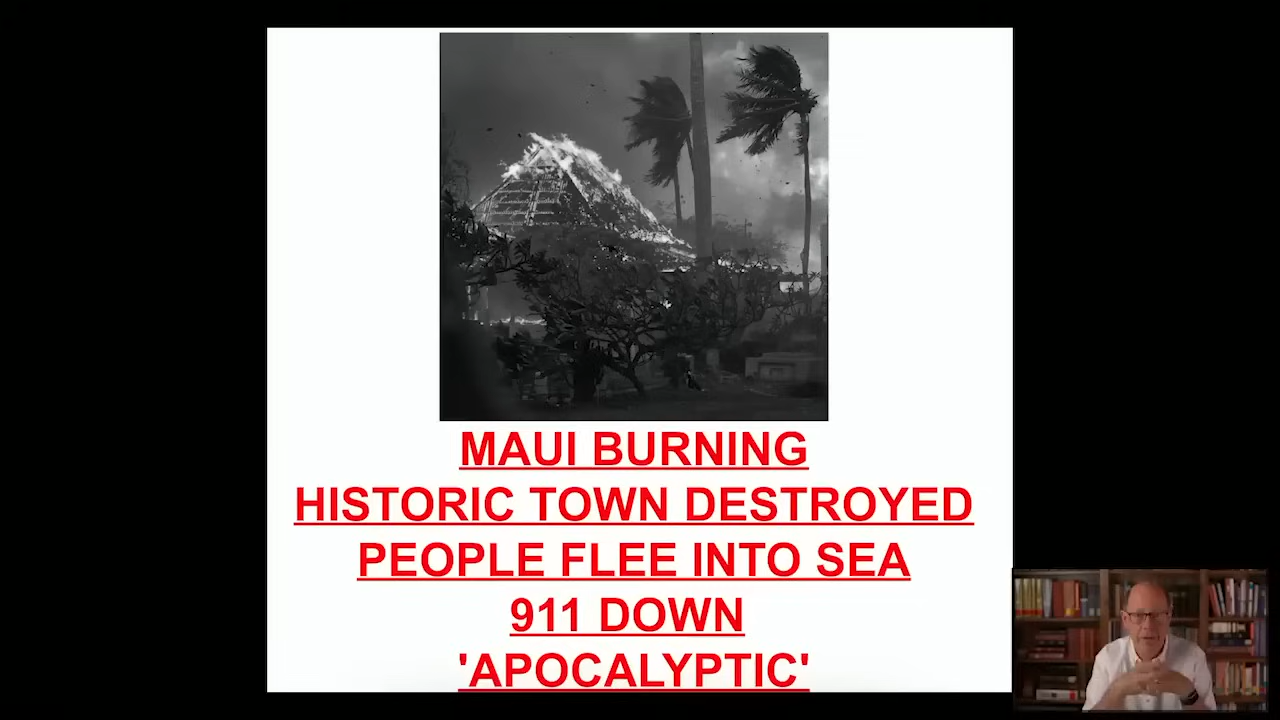 MAUI BURNING
HISTORIC TOWN DESTROYED
PEOPLE FLEE INTO SEA
911 DOWN
'APOCALYPTIC'